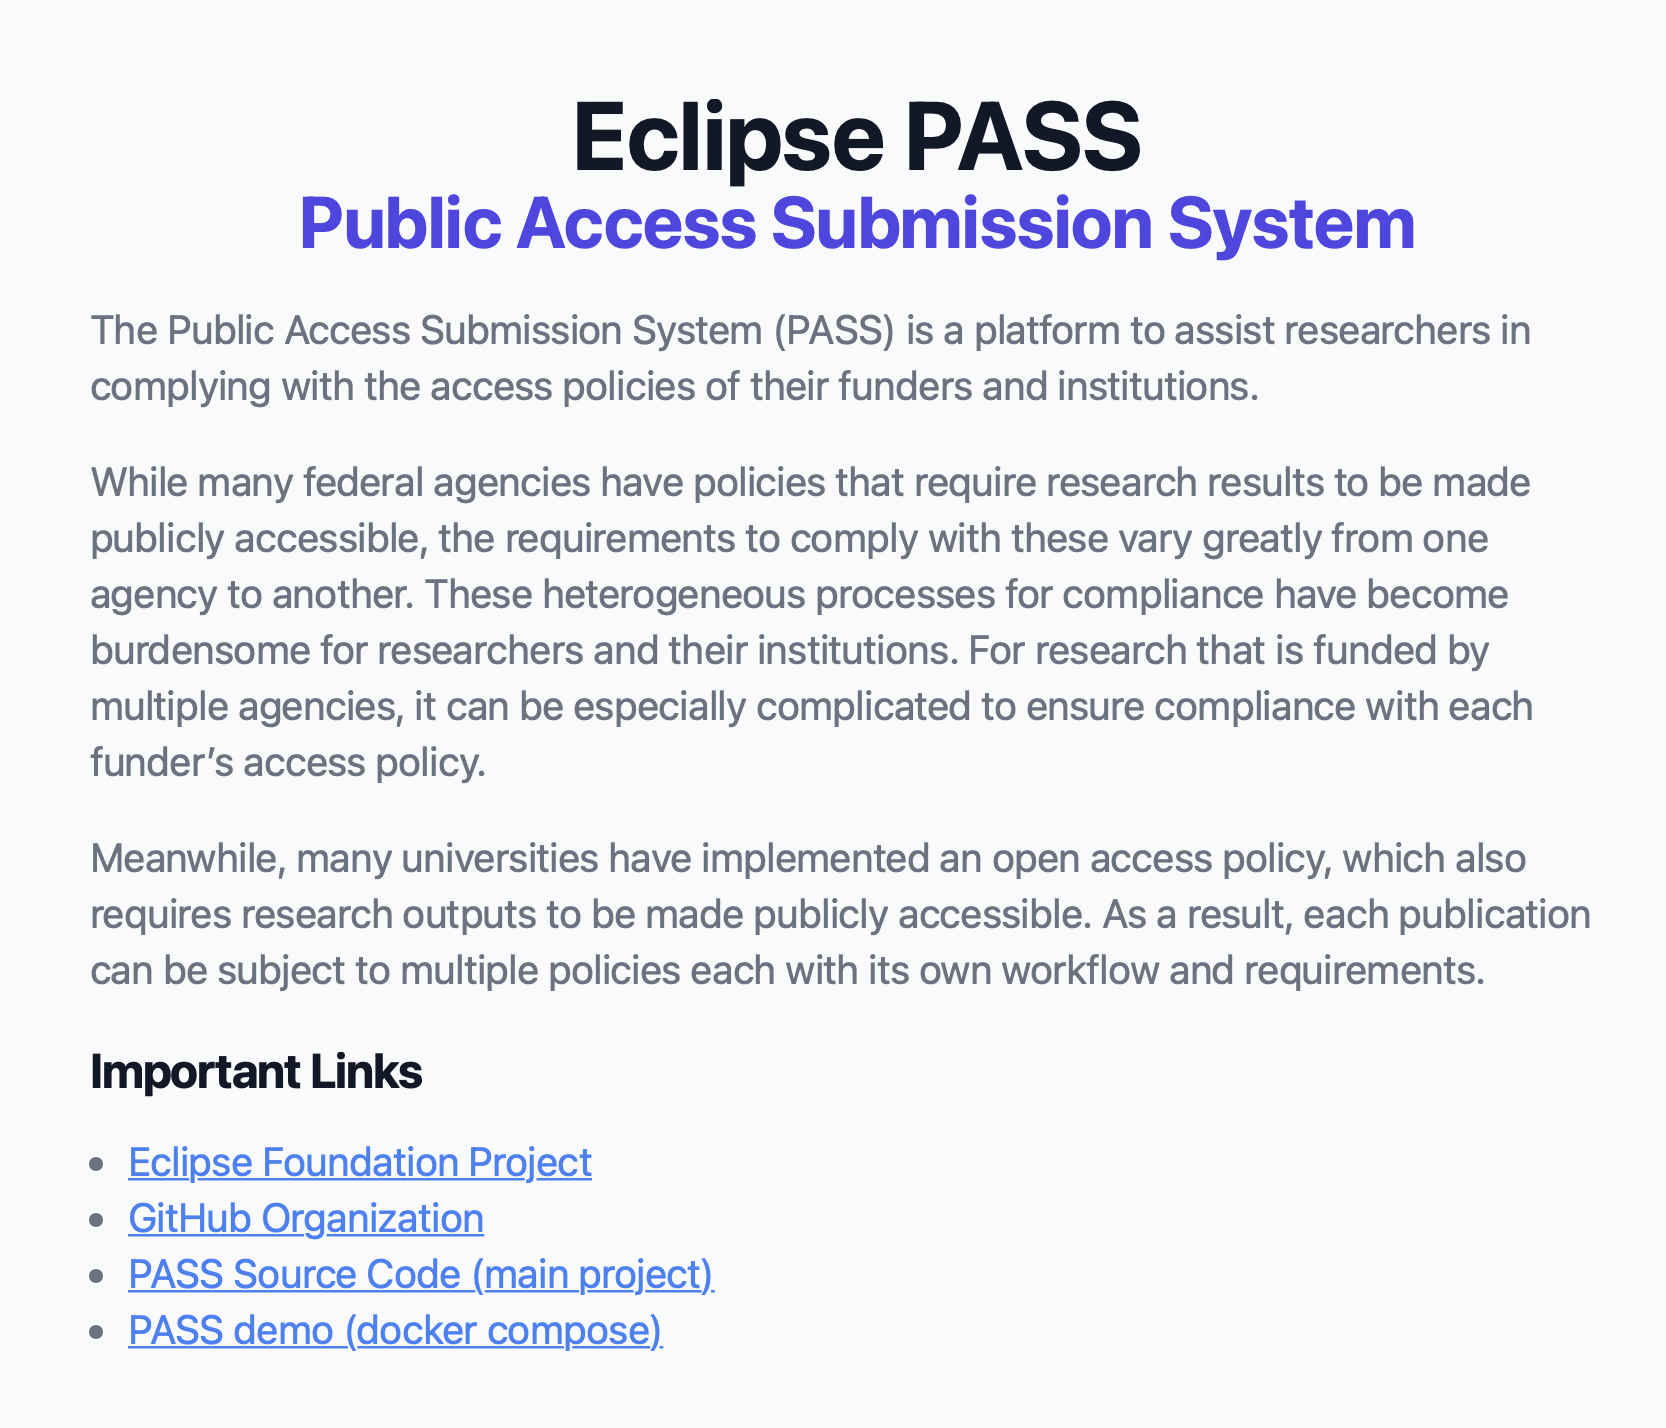 Eclipse PASS
Public Access Submission System
The Public Access Submission System (PASS) is a platform to assist researchers in
complying with the access policies of their funders and institutions.
While many federal agencies have policies that require research results to be made
publicly accessible, the requirements to comply with these vary greatly from one
agency to another. These heterogeneous processes for compliance have become
burdensome for researchers and their institutions. For research that is funded by
multiple agencies, it can be especially complicated to ensure compliance with each
funder’s access policy.
Meanwhile, many universities have implemented an open access policy, which also
requires research outputs to be made publicly accessible. As a result, each publication
can be subject to multiple policies each with its own workflow and requirements.
Important Links
• Eclipse Foundation Project
• GitHub Organization
• PASS Source Code (main project)
• PASS demo (docker compose)